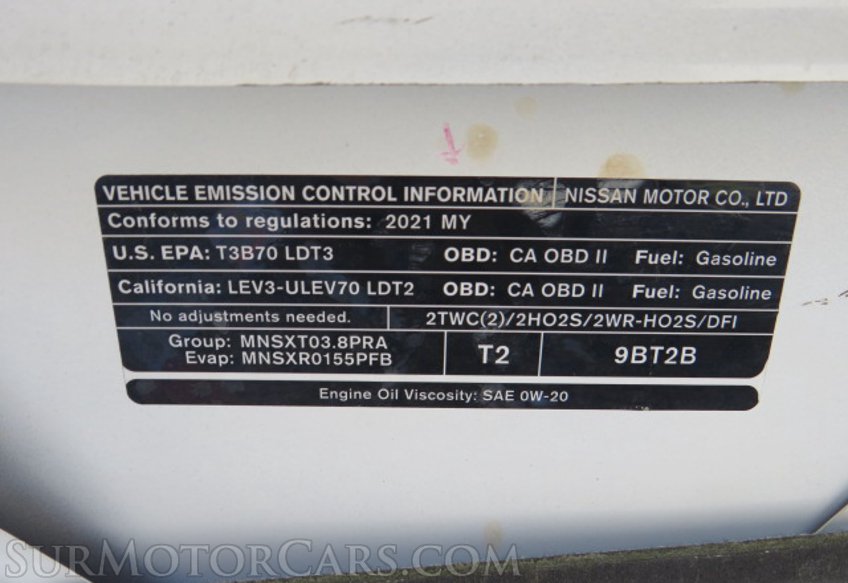 VEHICLE EMISSION CONTROL INFORMATION NISSAN MOTOR CO., LTD
Conforms to regulations: 2021 MY
U.S. EPA: T3B70 LDT3 OBD: CA OBD II Fuel: Gasoline
California: LEV3-ULEV70 LDT2 OBD: CA OBD II Fuel: Gasoline
No adjustments needed. 2TWC(2)/2HO2S/2WR-HO2S/DFI
Group: MNSXT03.8PRA
Evap: MNSXR0155PFB
T2 9BT2B
Engine Oil Viscosity: SAE 0W-20
SURMOTORCARS.COM